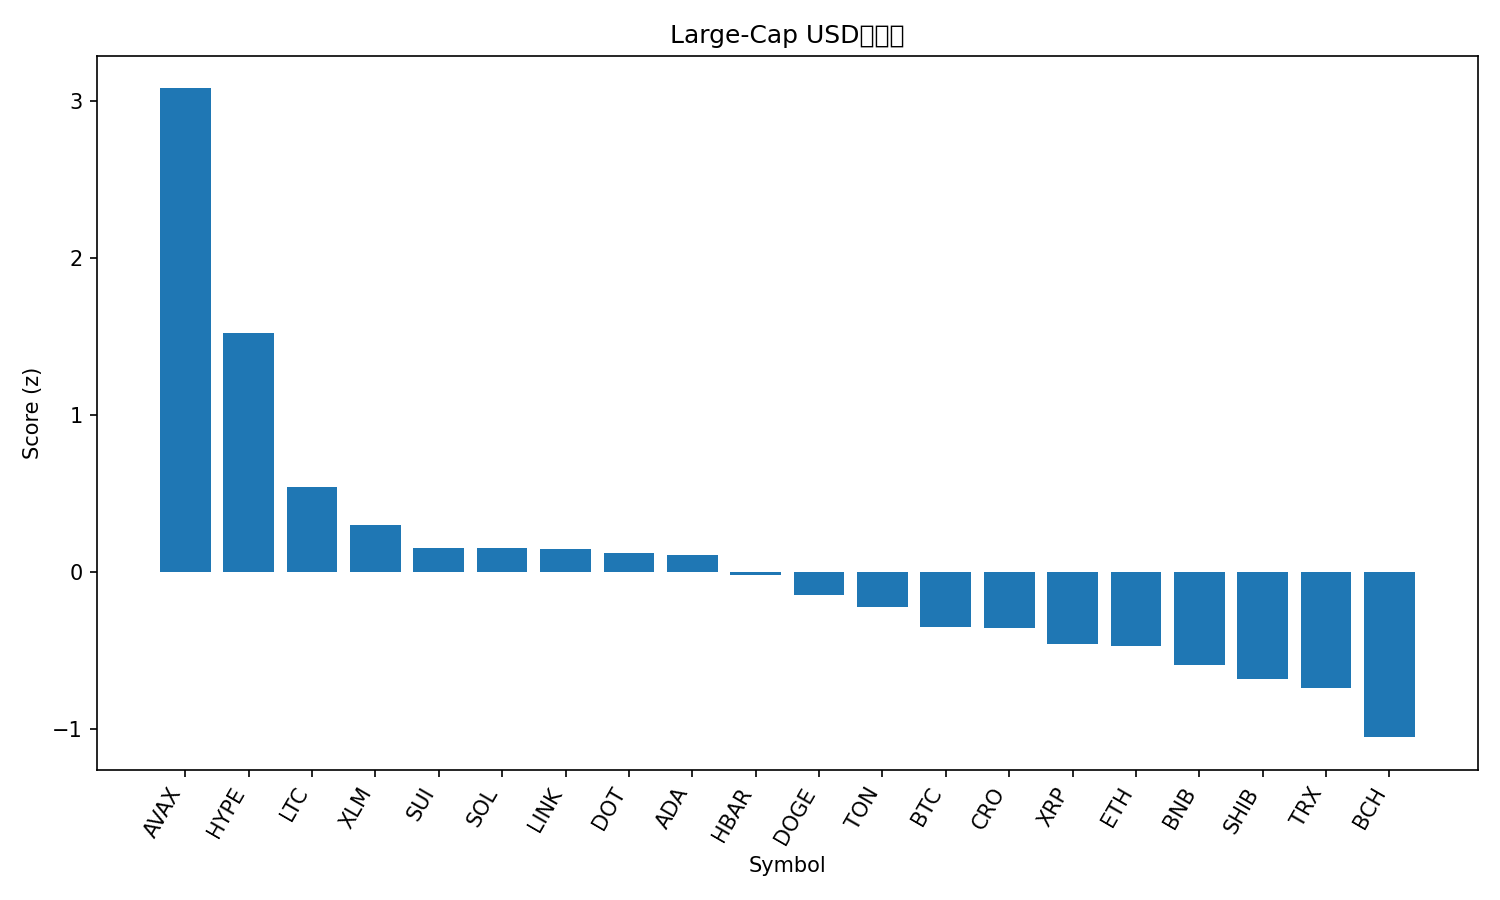 Large-Cap USD
Score (z)
3
2
1
0
−1
AVAX
HYPE
LTC
XLM
SUI
SOL
LINK
DOT
ADA
HBAR
DOGE
TON
BTC
CRO
XRP
ETH
BNB
SHIB
TRX
BCH
Symbol